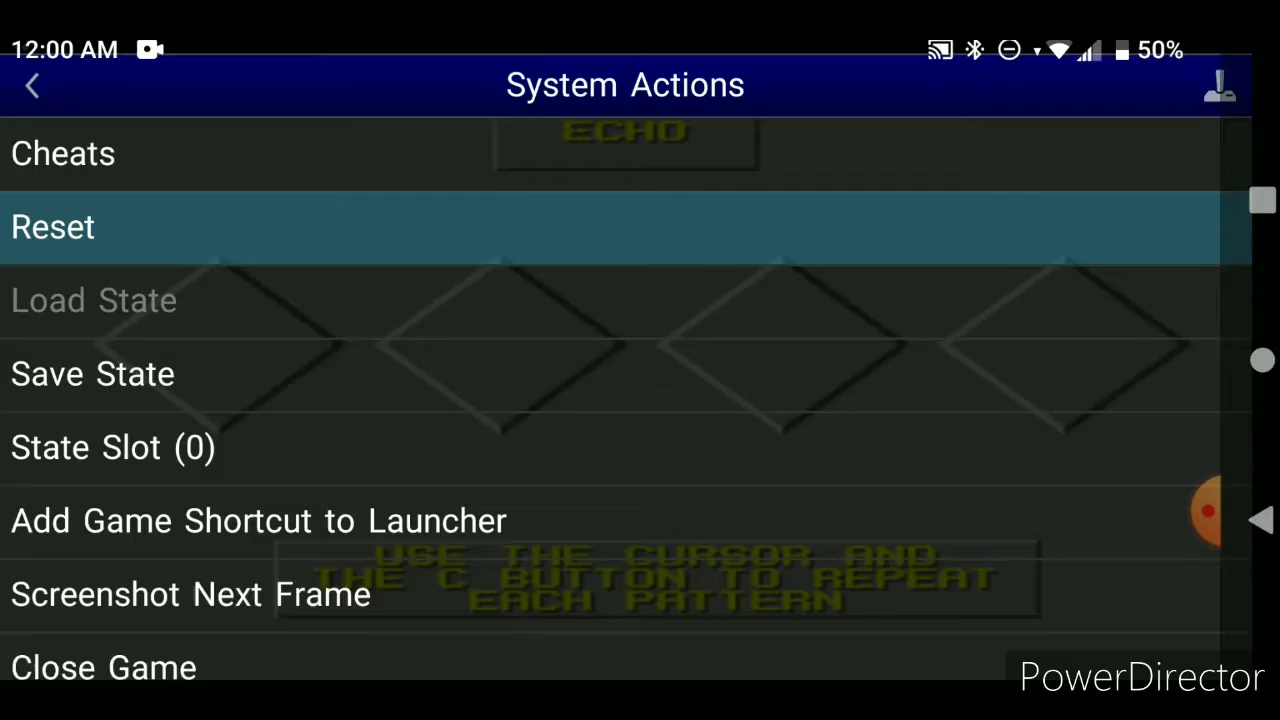 12:00 AM 50%
System Actions
ECHO
Cheats
Reset
Load State
Save State
State Slot (0)
Add Game Shortcut to Launcher
USE THE CURSOR AND
THE C BUTTON TO REPEAT
EACH PATTERN
Screenshot Next Frame
Close Game
PowerDirector